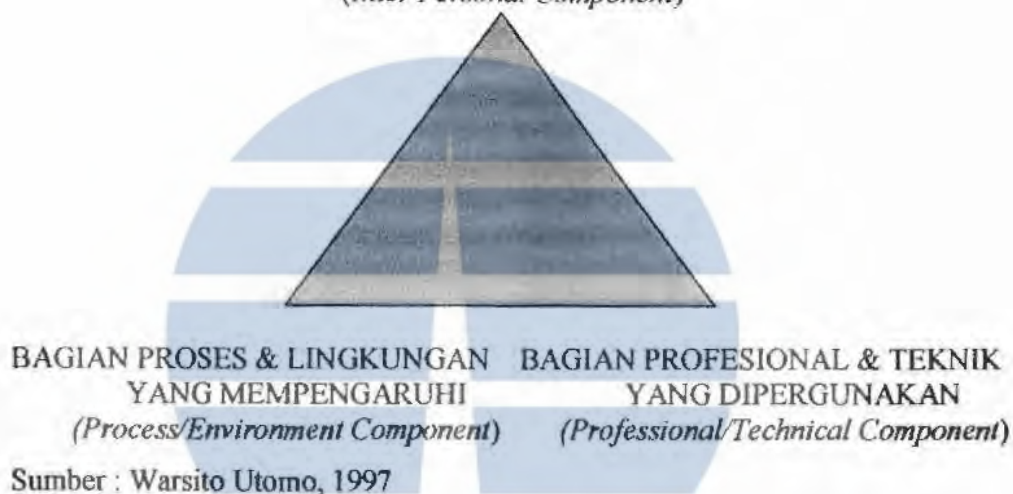 Component)
BAGIAN PROSES & LINGKUNGAN BAGIAN PROFESIONAL & TEKNIK
YANG MEMPENGARUHI YANG DIPERGUNAKAN
(Process/Environment Component) (Professional/Technical Component)
Sumber : Warsito Utomo, 1997